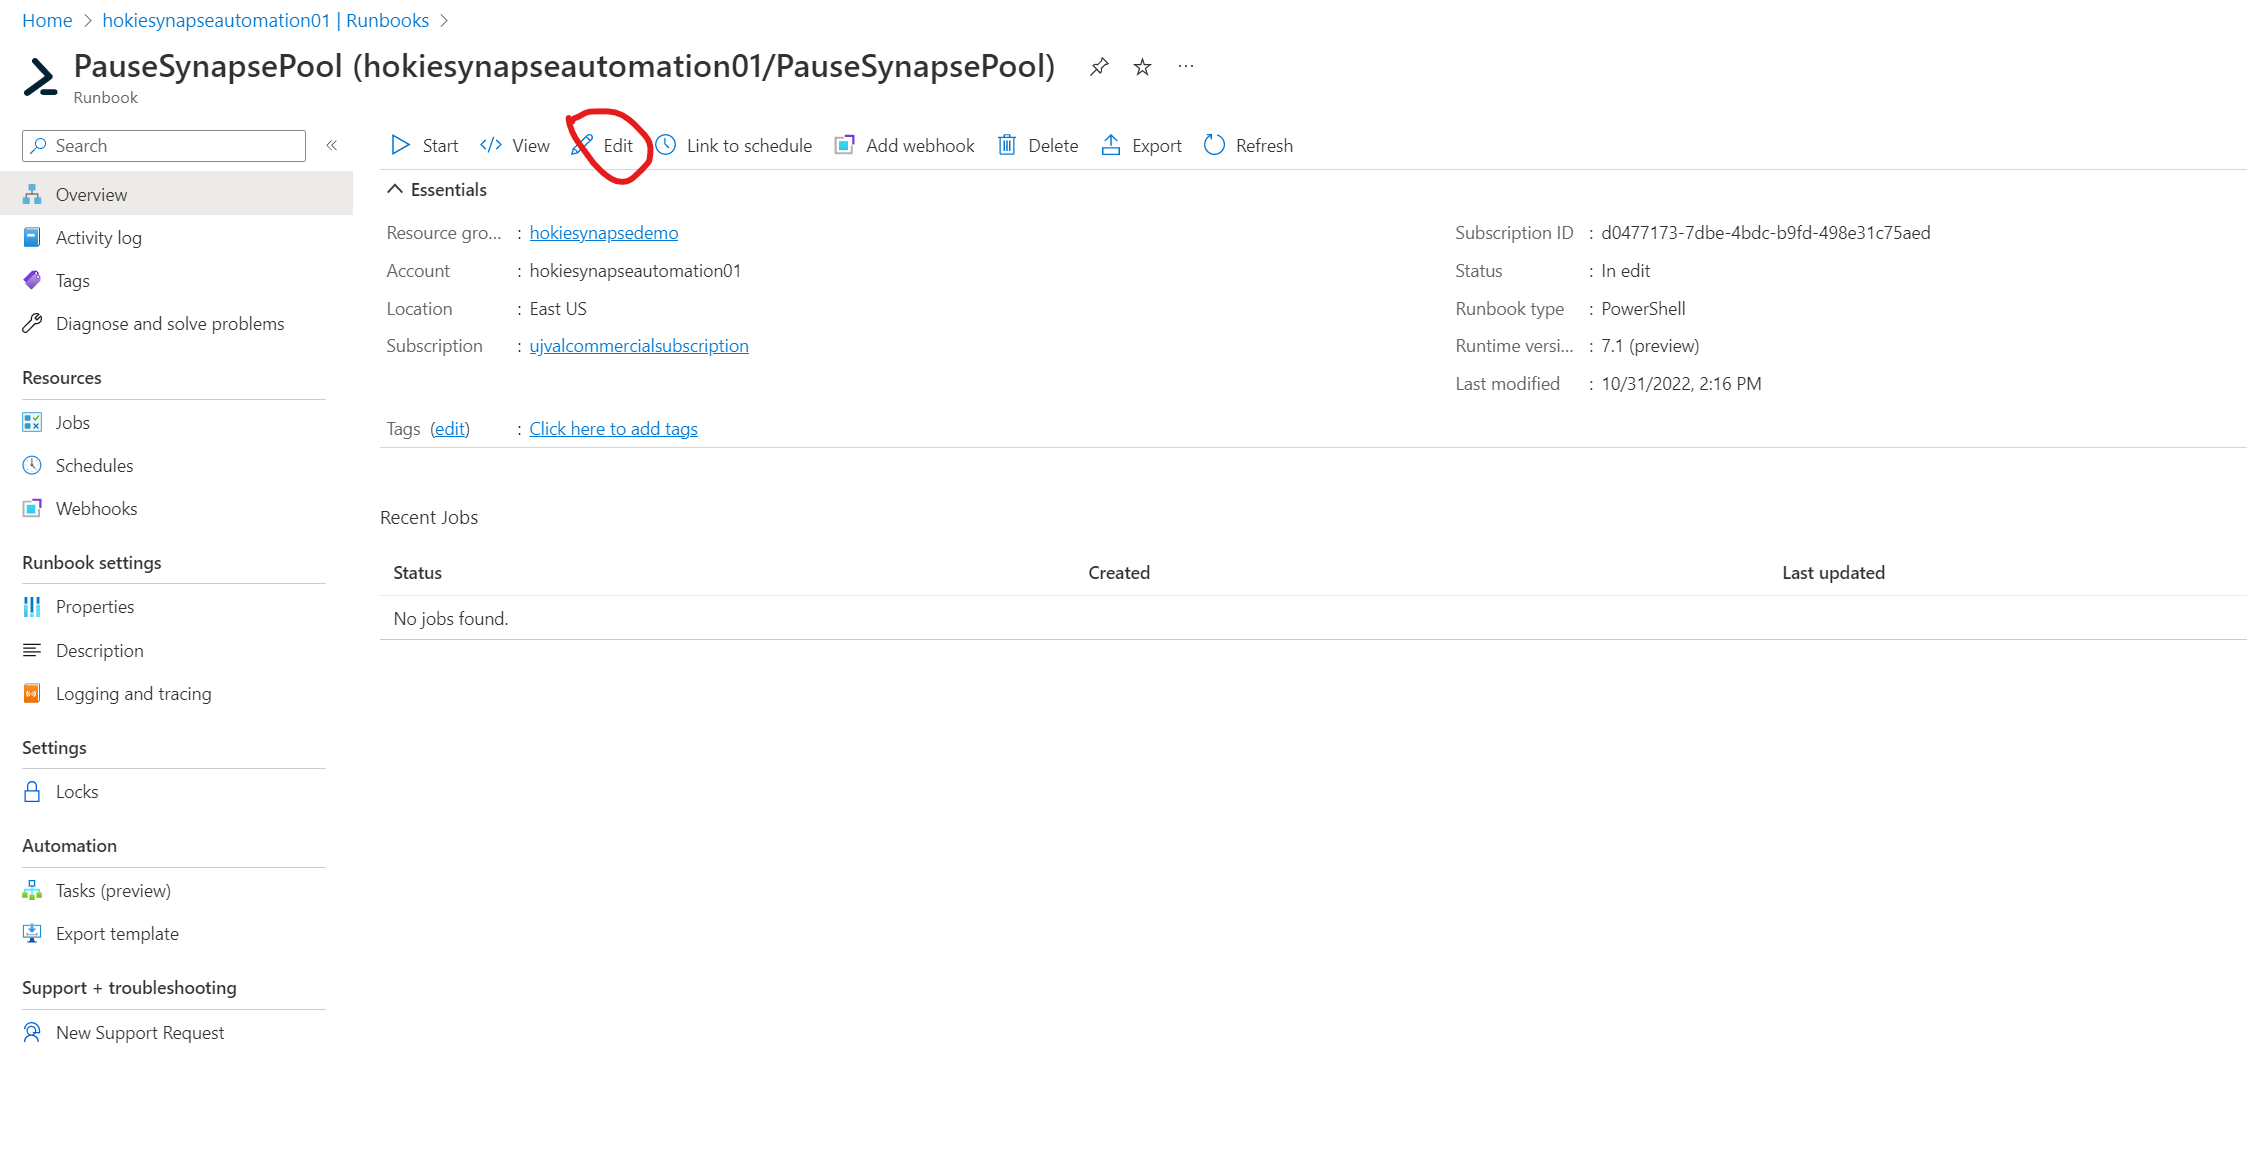 Home > hokiesynapseautomation01 | Runbooks >
PauseSynapsePool (hokiesynapseautomation01/PauseSynapsePool) ...
Runbook
Search «
Start View Edit Link to schedule Add webhook Delete Export Refresh
Overview
Activity log
Tags
Diagnose and solve problems
Resources
Jobs
Schedules
Webhooks
Runbook settings
Properties
Description
Logging and tracing
Settings
Locks
Automation
Tasks (preview)
Export template
Support + troubleshooting
New Support Request
Essentials
Resource gro... : hokiesynapsedemo
Account : hokiesynapseautomation01
Location : East US
Subscription : ujvalcommercialsubscription
Subscription ID : d0477173-7dbe-4bdc-b9fd-498e31c75aed
Status : In edit
Runbook type : PowerShell
Runtime versi... : 7.1 (preview)
Last modified : 10/31/2022, 2:16 PM
Tags (edit) : Click here to add tags
Recent Jobs
Status Created Last updated
No jobs found.